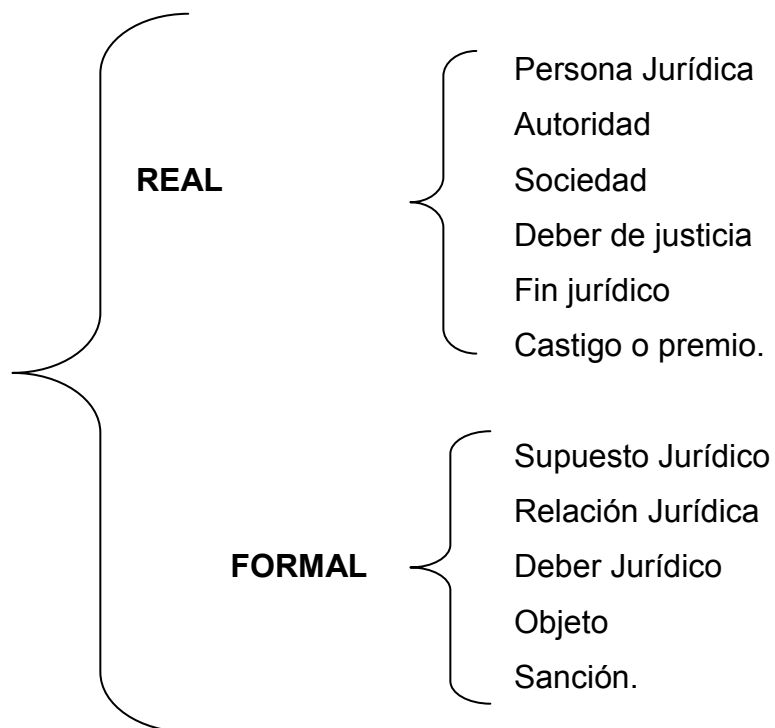 REAL
Persona Jurídica
Autoridad
Sociedad
Deber de justicia
Fin jurídico
Castigo o premio.
FORMAL
Supuesto Jurídico
Relación Jurídica
Deber Jurídico
Objeto
Sanción.